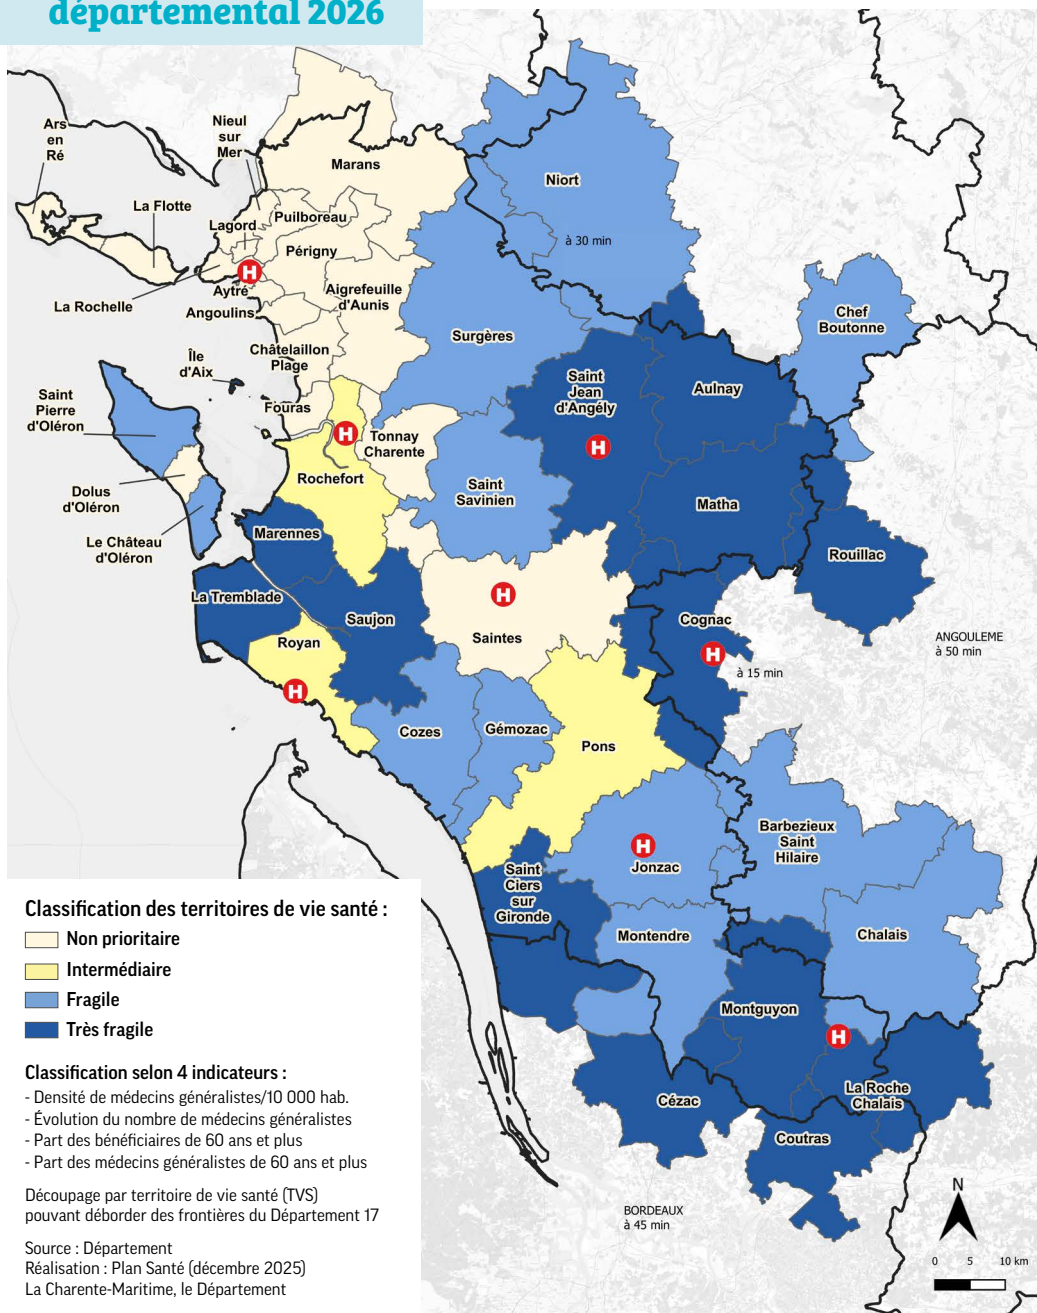 départemental 2026
Ars
en
Ré
Nieul
sur
Mer
Marans
La Flotte
Lagord
Puilboreau
Périgny
Niort
à 30 min
La Rochelle
H
Aytré
Angoulins
Aigrefeuille
d'Aunis
Surgères
Chef
Boutonne
Île
d'Aix
Châtelaillon
Plage
Saint
Pierre
d'Oléron
Fouras
Saint
Jean
d'Angély
H
Aulnay
H
Tonnay
Charente
Rochefort
Dolus
d'Oléron
Saint
Savinien
Matha
Le Château
d'Oléron
Marennes
Rouillac
La Tremblade
Saujon
H
Saintes
Cognac
H
à 15 min
ANGOULEME
à 50 min
Royan
H
Cozes
Gémozac
Pons
Barbezieux
Saint
Hilaire
H
Jonzac
Saint
Ciers
sur
Gironde
Montendre
Chalais
Montguyon
H
La Roche
Chalais
Cézac
Coutras
BORDEAUX
à 45 min
N
0 5 10 km
Classification des territoires de vie santé :
Non prioritaire
Intermédiaire
Fragile
Très fragile
Classification selon 4 indicateurs :
- Densité de médecins généralistes/10 000 hab.
- Évolution du nombre de médecins généralistes
- Part des bénéficiaires de 60 ans et plus
- Part des médecins généralistes de 60 ans et plus
Découpage par territoire de vie santé (TVS)
pouvant déborder des frontières du Département 17
Source : Département
Réalisation : Plan Santé (décembre 2025)
La Charente-Maritime, le Département